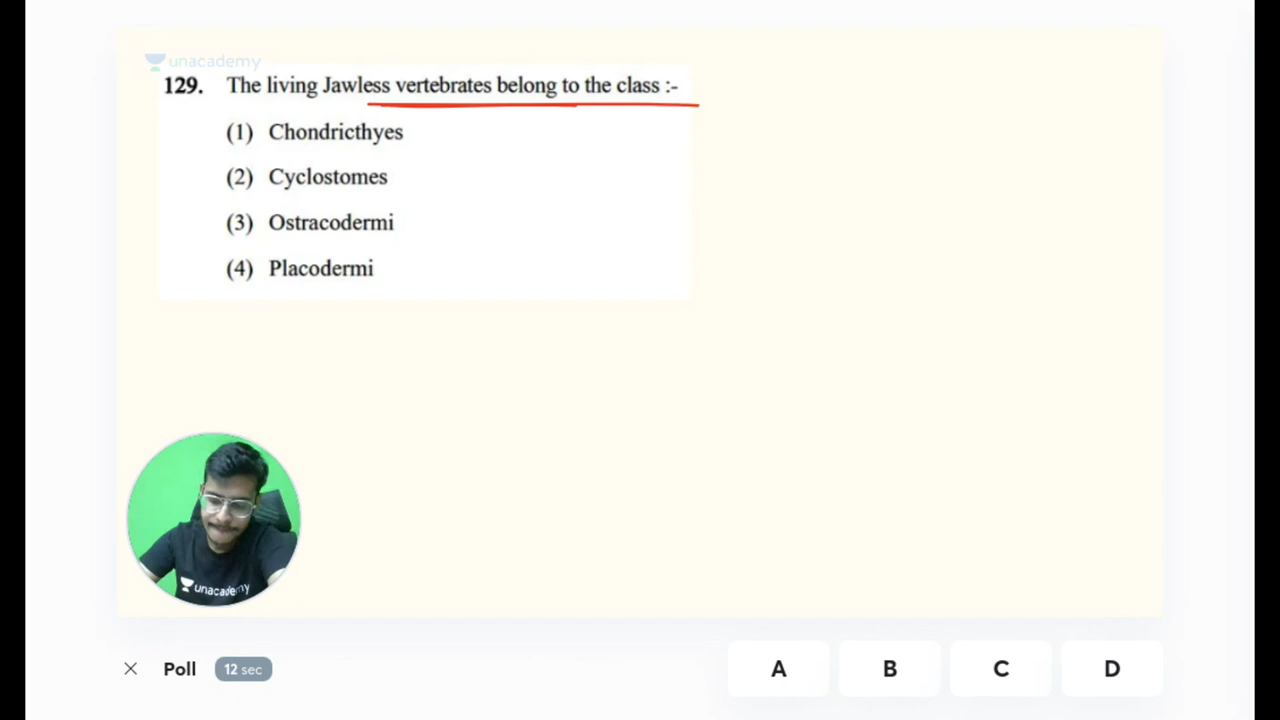 unacademy
129. The living Jawless vertebrates belong to the class :-
(1) Chondricthyes
(2) Cyclostomes
(3) Ostracodermi
(4) Placodermi
unacademy
Poll 12 sec A B C D